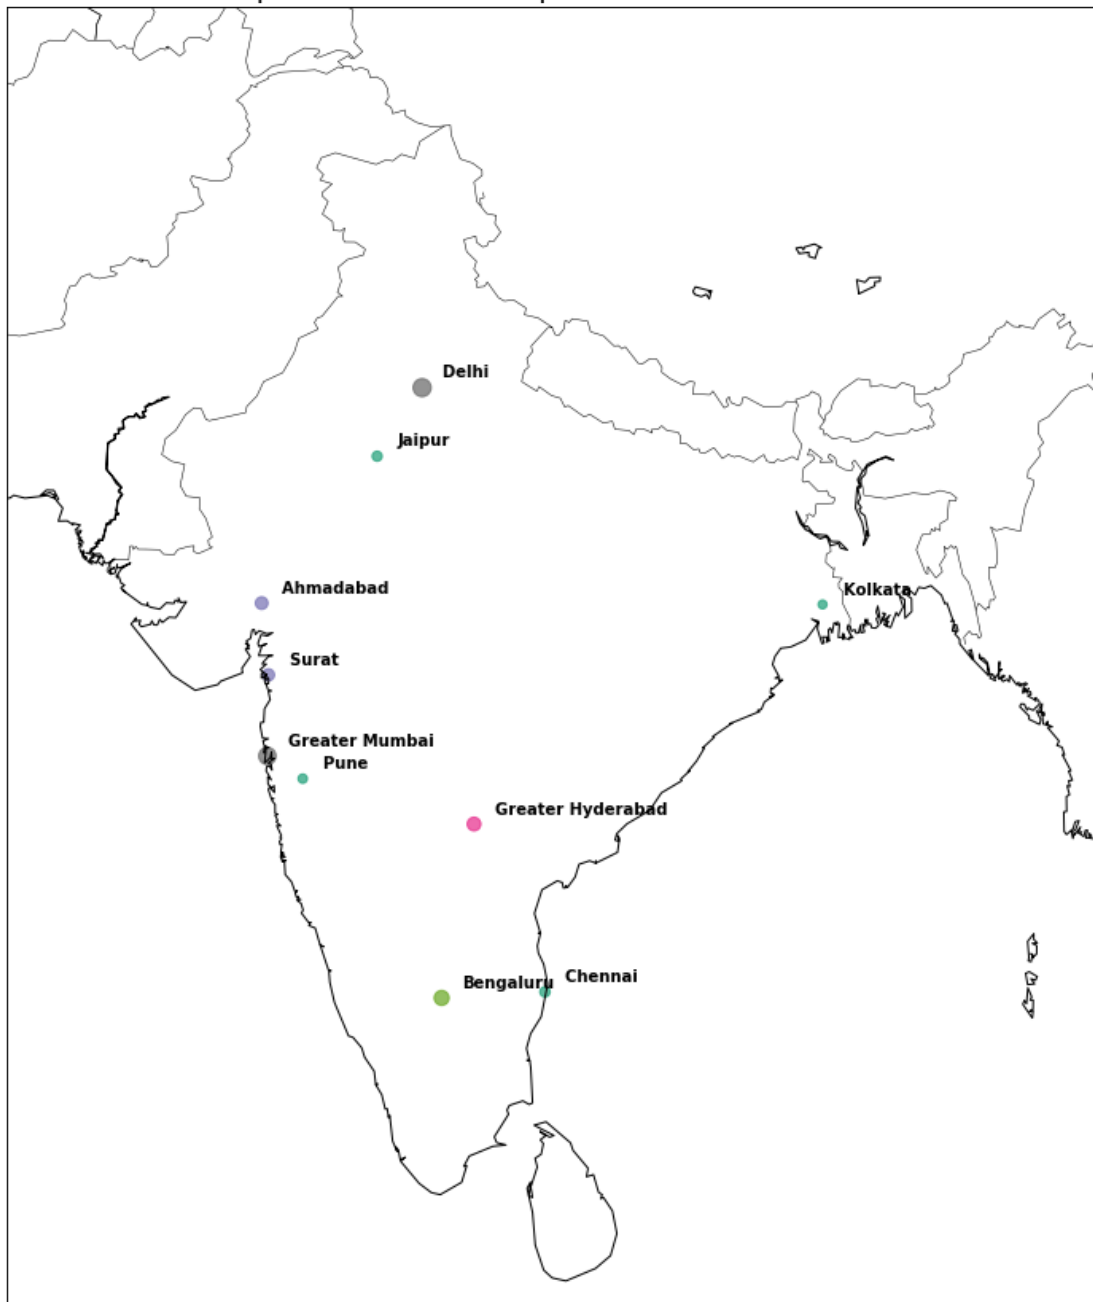 Delhi
Jaipur
Ahmadabad
Kolkata
Surat
Greater Mumbai
Pune
Greater Hyderabad
Chennai
Bengaluru